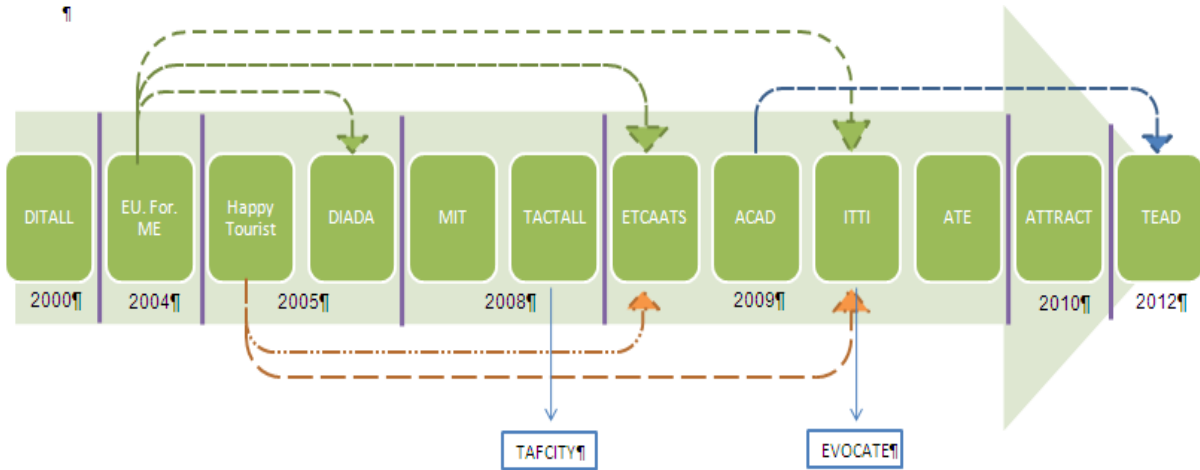 ¶
DITALL
EU. For.
ME
Happy
Tourist
DIADA
MIT
TACTALL
ETCAATS
ACAD
ITTI
ATE
ATTRACT
TEAD
2000¶
2004¶
2005¶
2008¶
2009¶
2010¶
2012¶
TAFCITY¶
EVOCATE¶